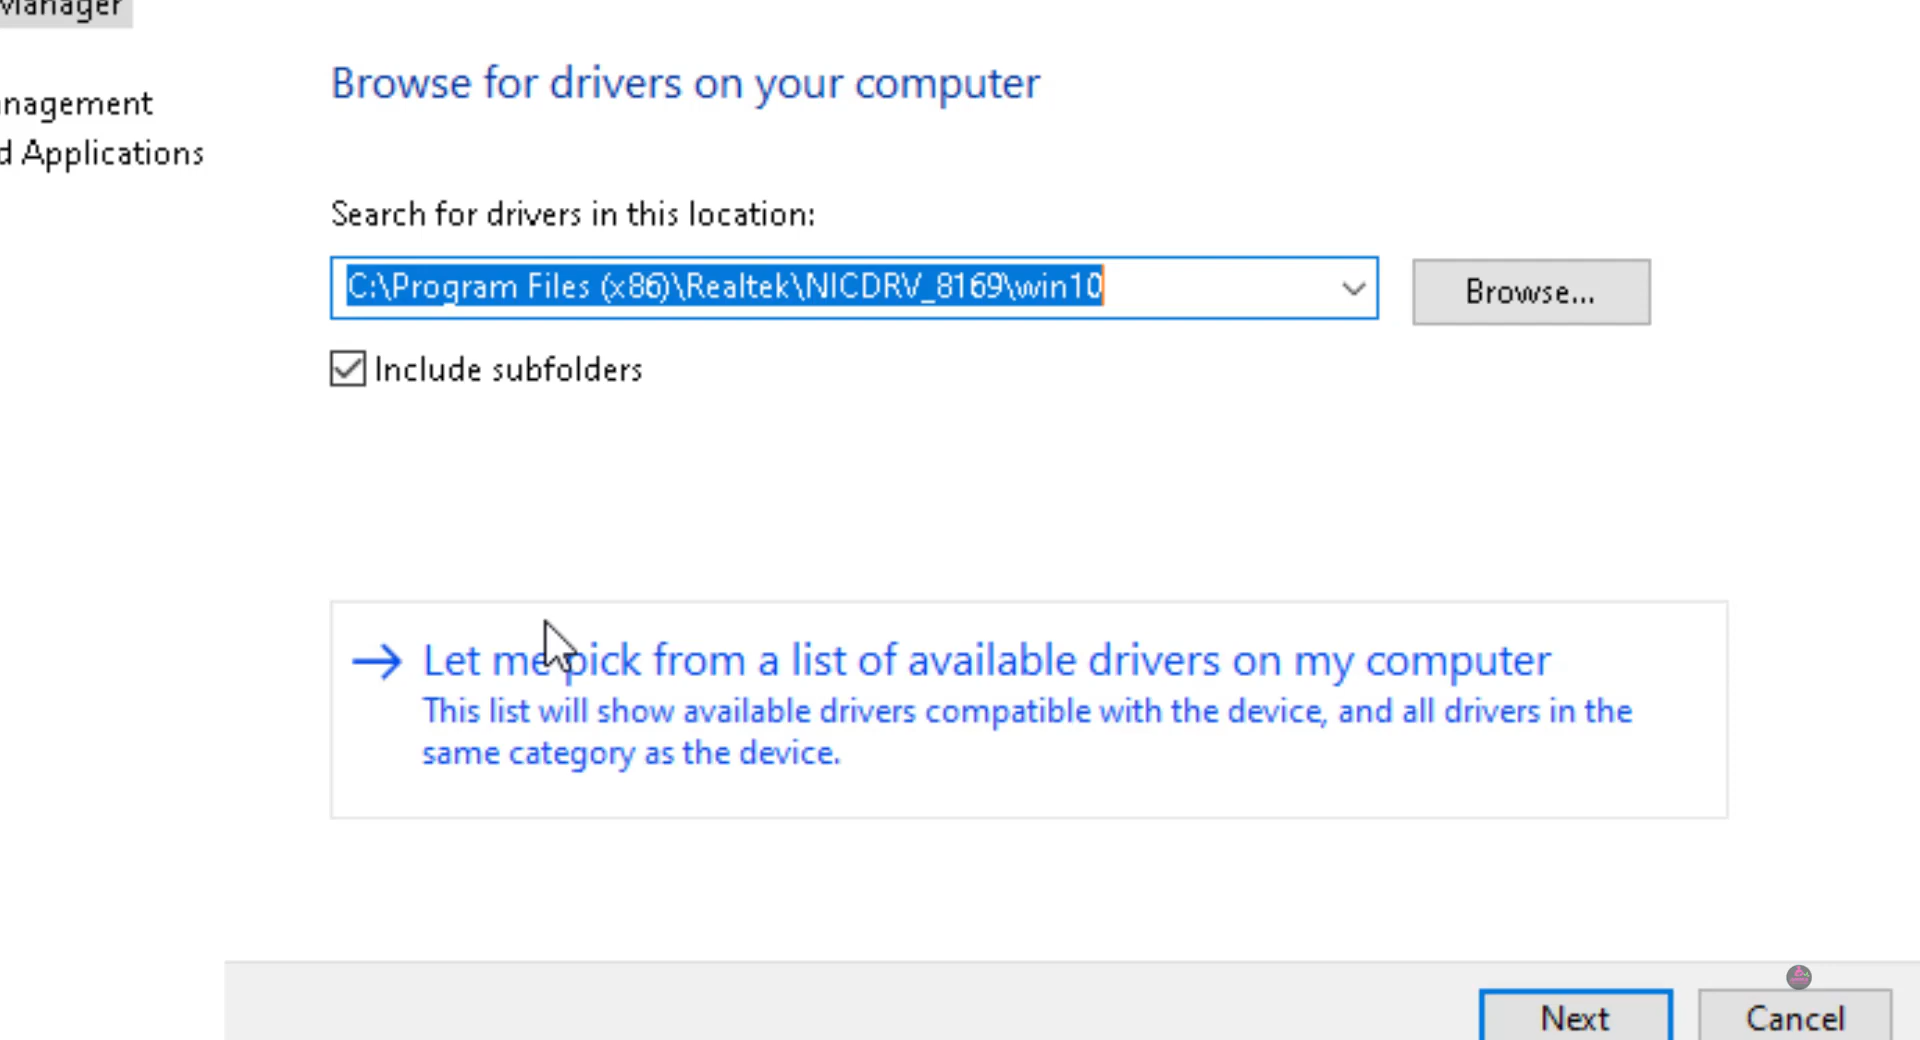 Manager
Browse for drivers on your computer
nagement
d Applications
Search for drivers in this location:
C:\Program Files (x86)\Realtek\NICDRV_8169\win10
Browse...
Include subfolders
Let me pick from a list of available drivers on my computer
This list will show available drivers compatible with the device, and all drivers in the
same category as the device.
Next
Cancel